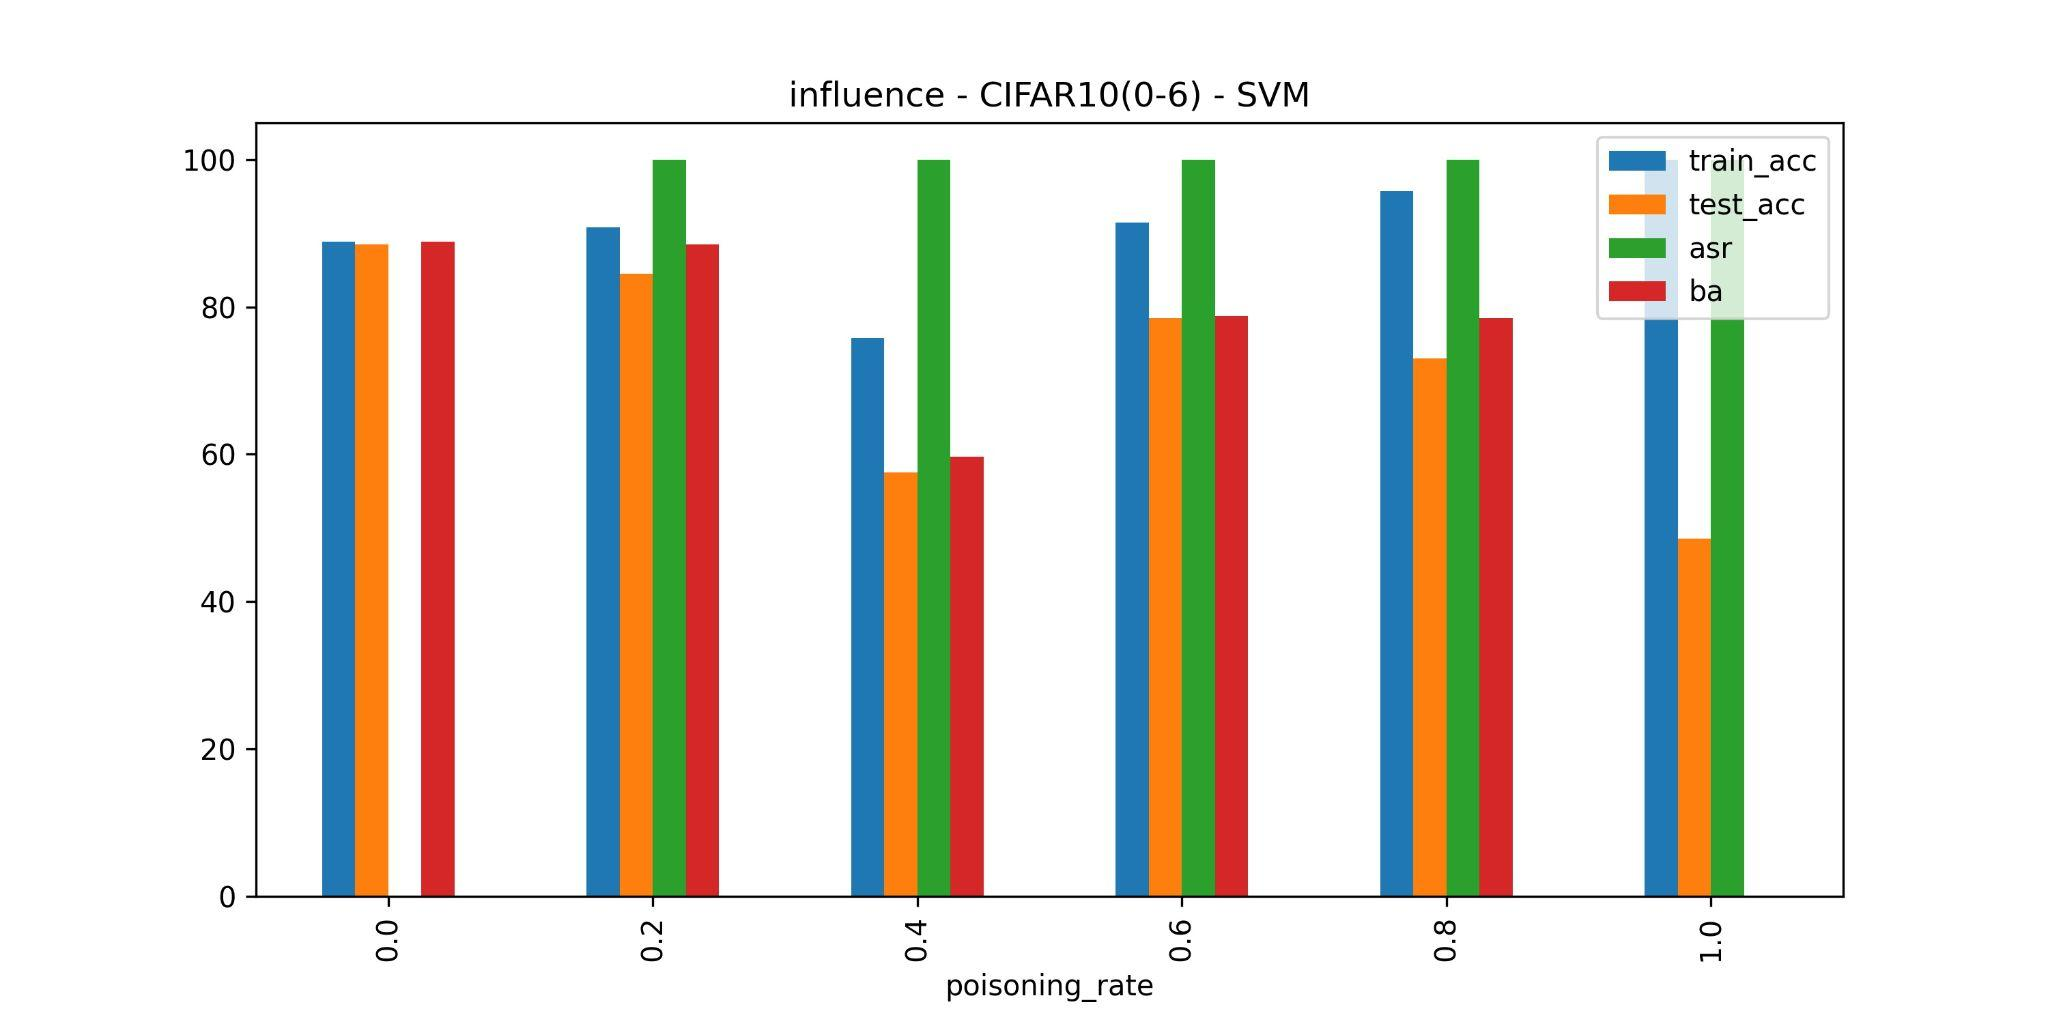 influence - CIFAR10(0-6) - SVM
100
80
60
40
20
0
train_acc
test_acc
asr
ba
0.0
0.2
0.4
0.6
0.8
1.0
poisoning_rate